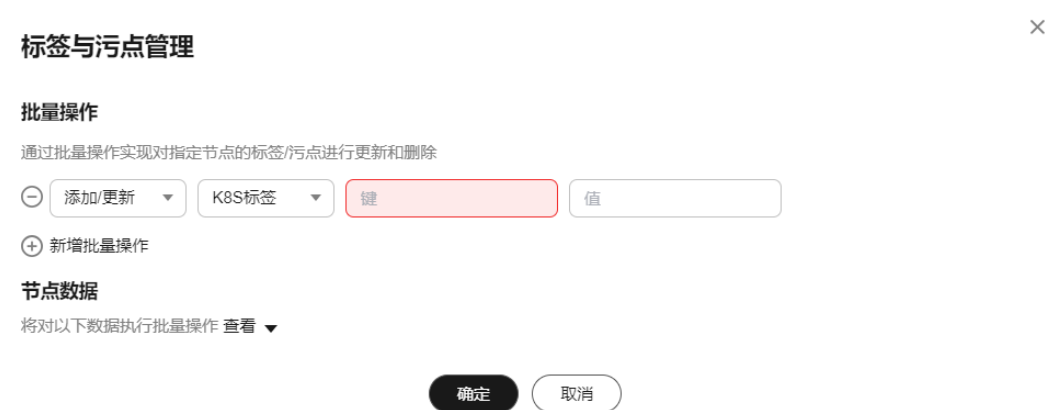 标签与污点管理
批量操作
通过批量操作实现对指定节点的标签/污点进行更新和删除
添加/更新 K8S标签 键 值
新增批量操作
节点数据
将对以下数据执行批量操作 查看
确定 取消